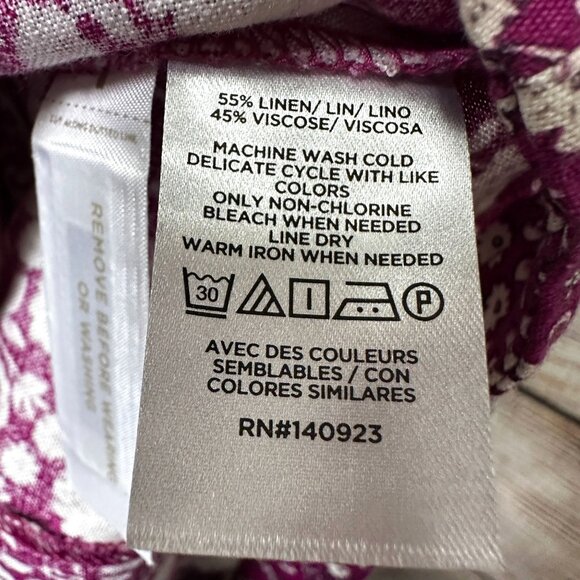 55% LINEN/ LIN/ LINO
45% VISCOSE/ VISCOSA
MACHINE WASH COLD
DELICATE CYCLE WITH LIKE
COLORS
ONLY NON-CHLORINE
BLEACH WHEN NEEDED
LINE DRY
WARM IRON WHEN NEEDED
30
P
AVEC DES COULEURS
SEMBLABLES / CON
COLORES SIMILARES
RN#140923
REMOVE BEFORE WEARING
OR WASHING